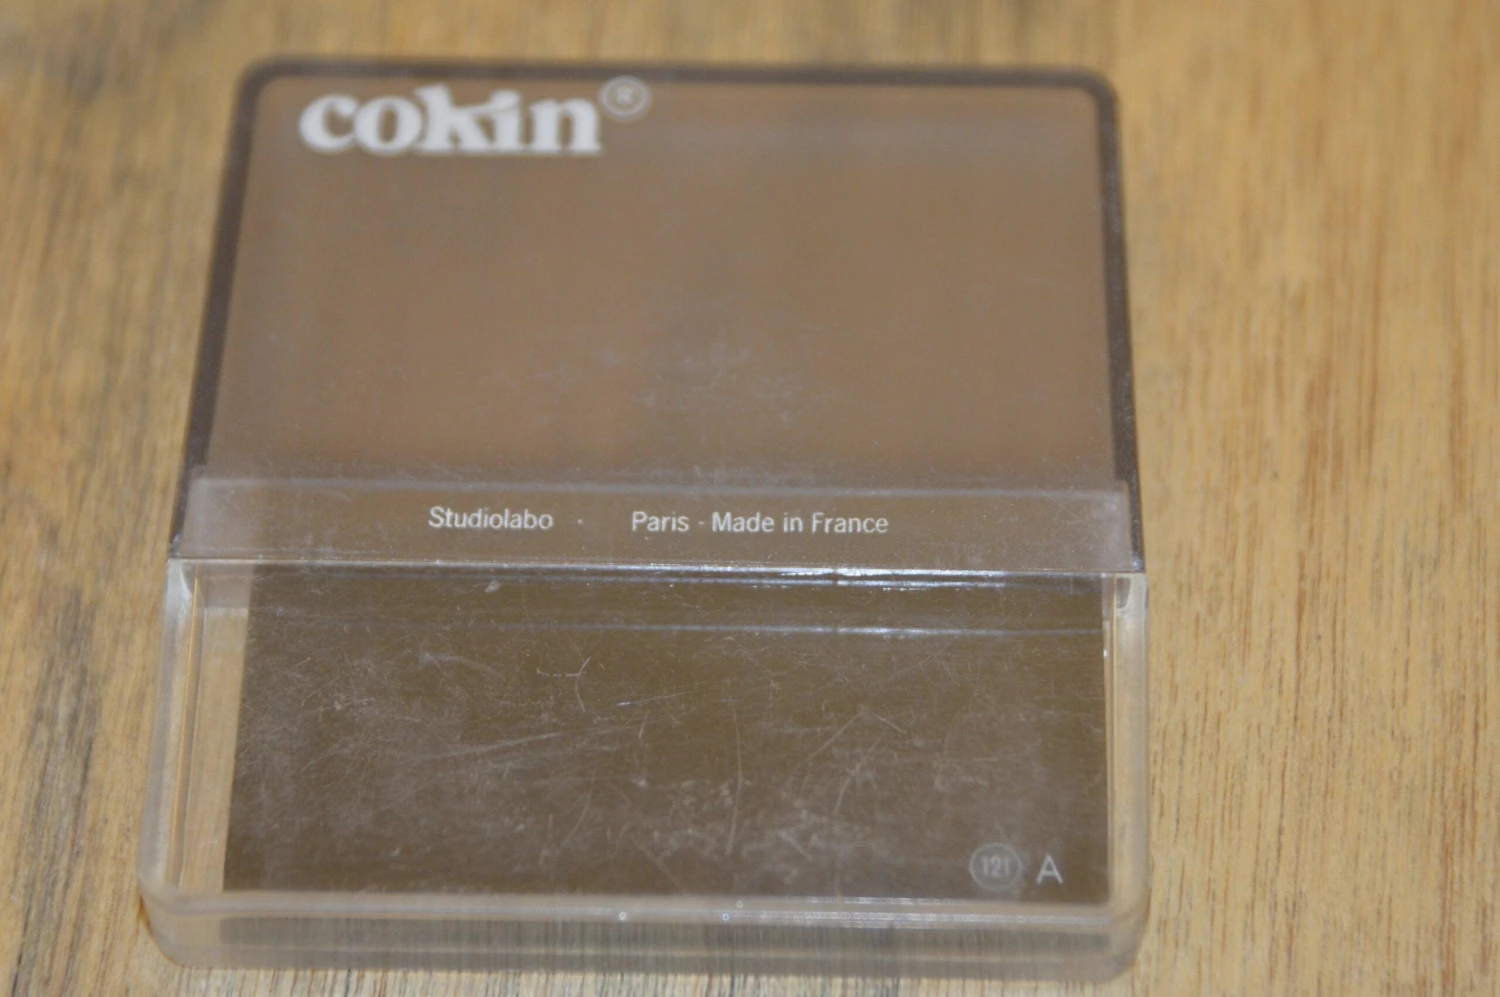 cokin®
Studiolabo · Paris - Made in France
121 A